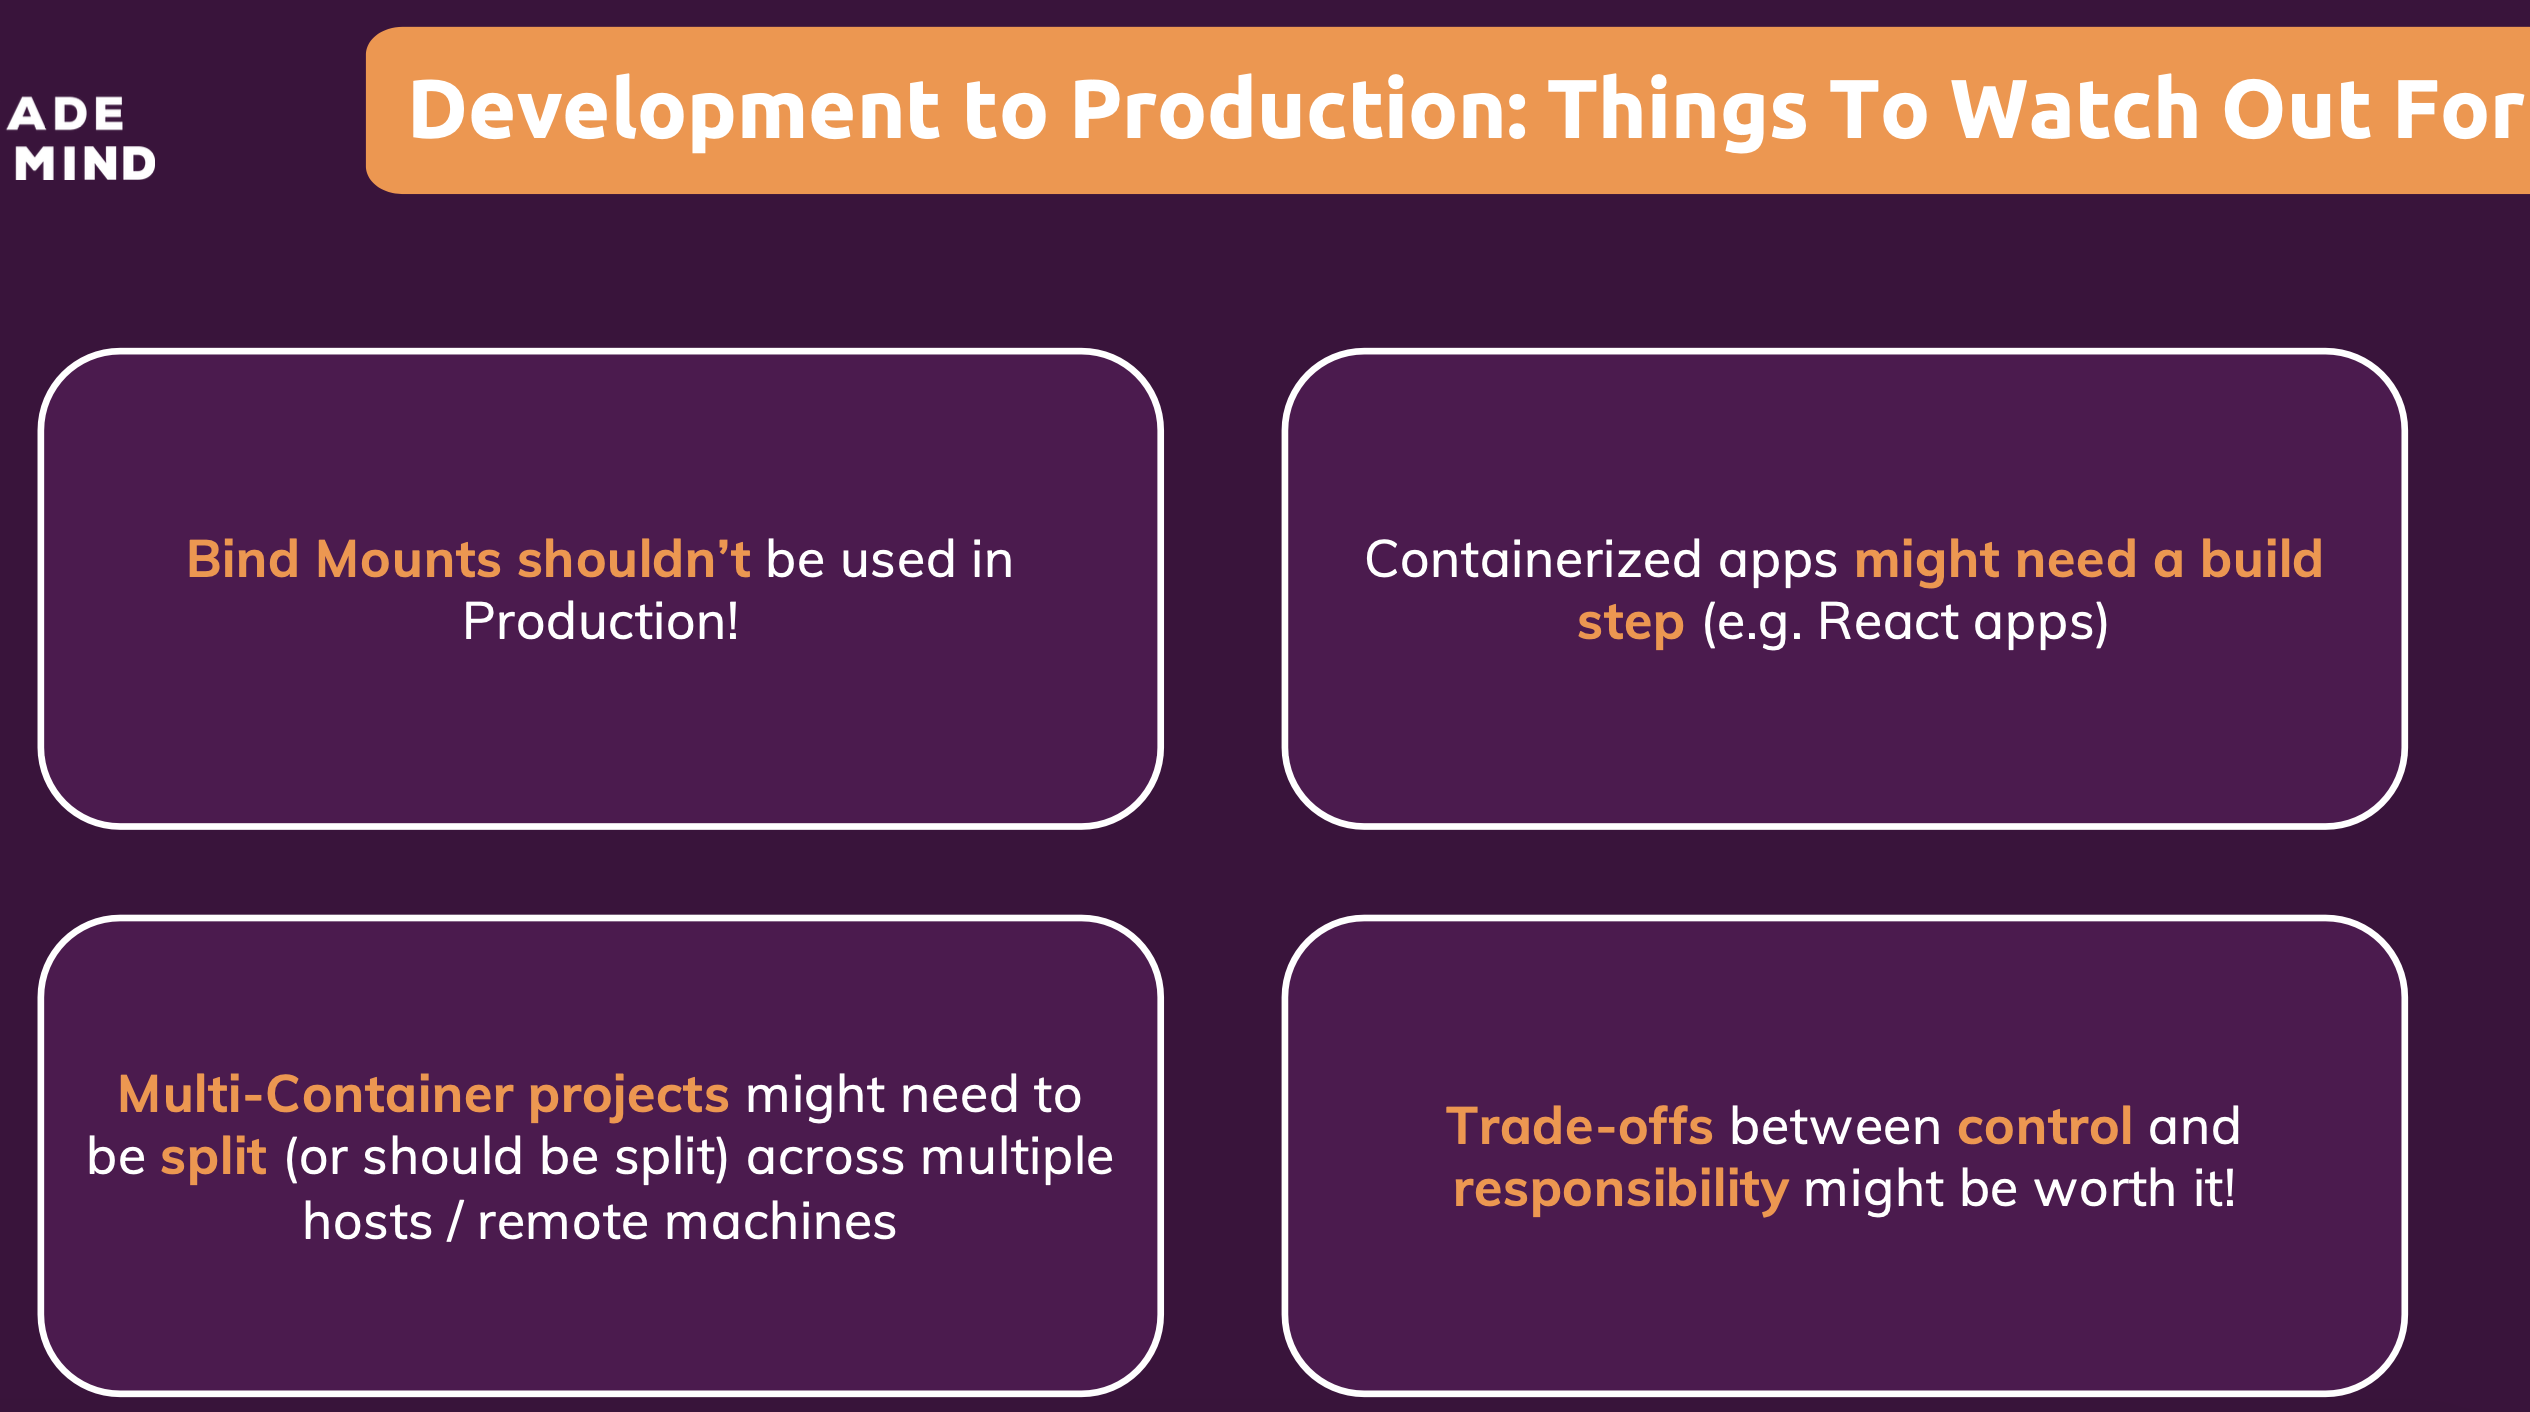 ADE
MIND
Development to Production: Things To Watch Out For
Bind Mounts shouldn’t be used in
Production!
Containerized apps might need a build
step (e.g. React apps)
Multi-Container projects might need to
be split (or should be split) across multiple
hosts / remote machines
Trade-offs between control and
responsibility might be worth it!